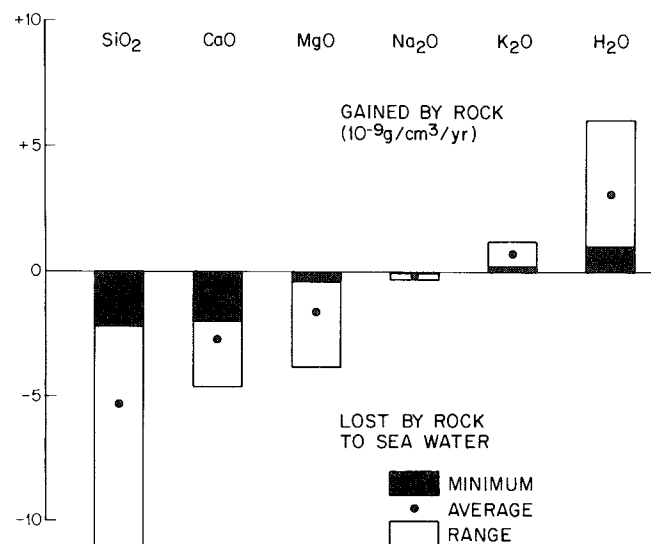 +10
SiO2 CaO MgO Na2O K2O H2O
GAINED BY ROCK
(10-9g/cm3/yr)
+5
0
-5
LOST BY ROCK
TO SEA WATER
MINIMUM
AVERAGE
-10
RANGE